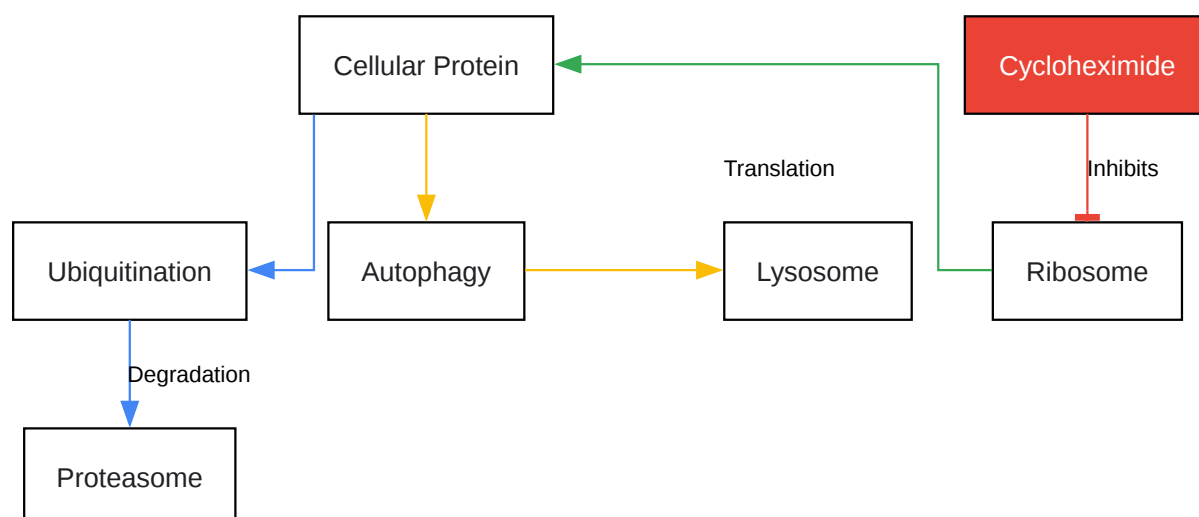 Cellular Protein
Cycloheximide
Translation
Inhibits
Ubiquitination
Autophagy
Lysosome
Ribosome
Degradation
Proteasome